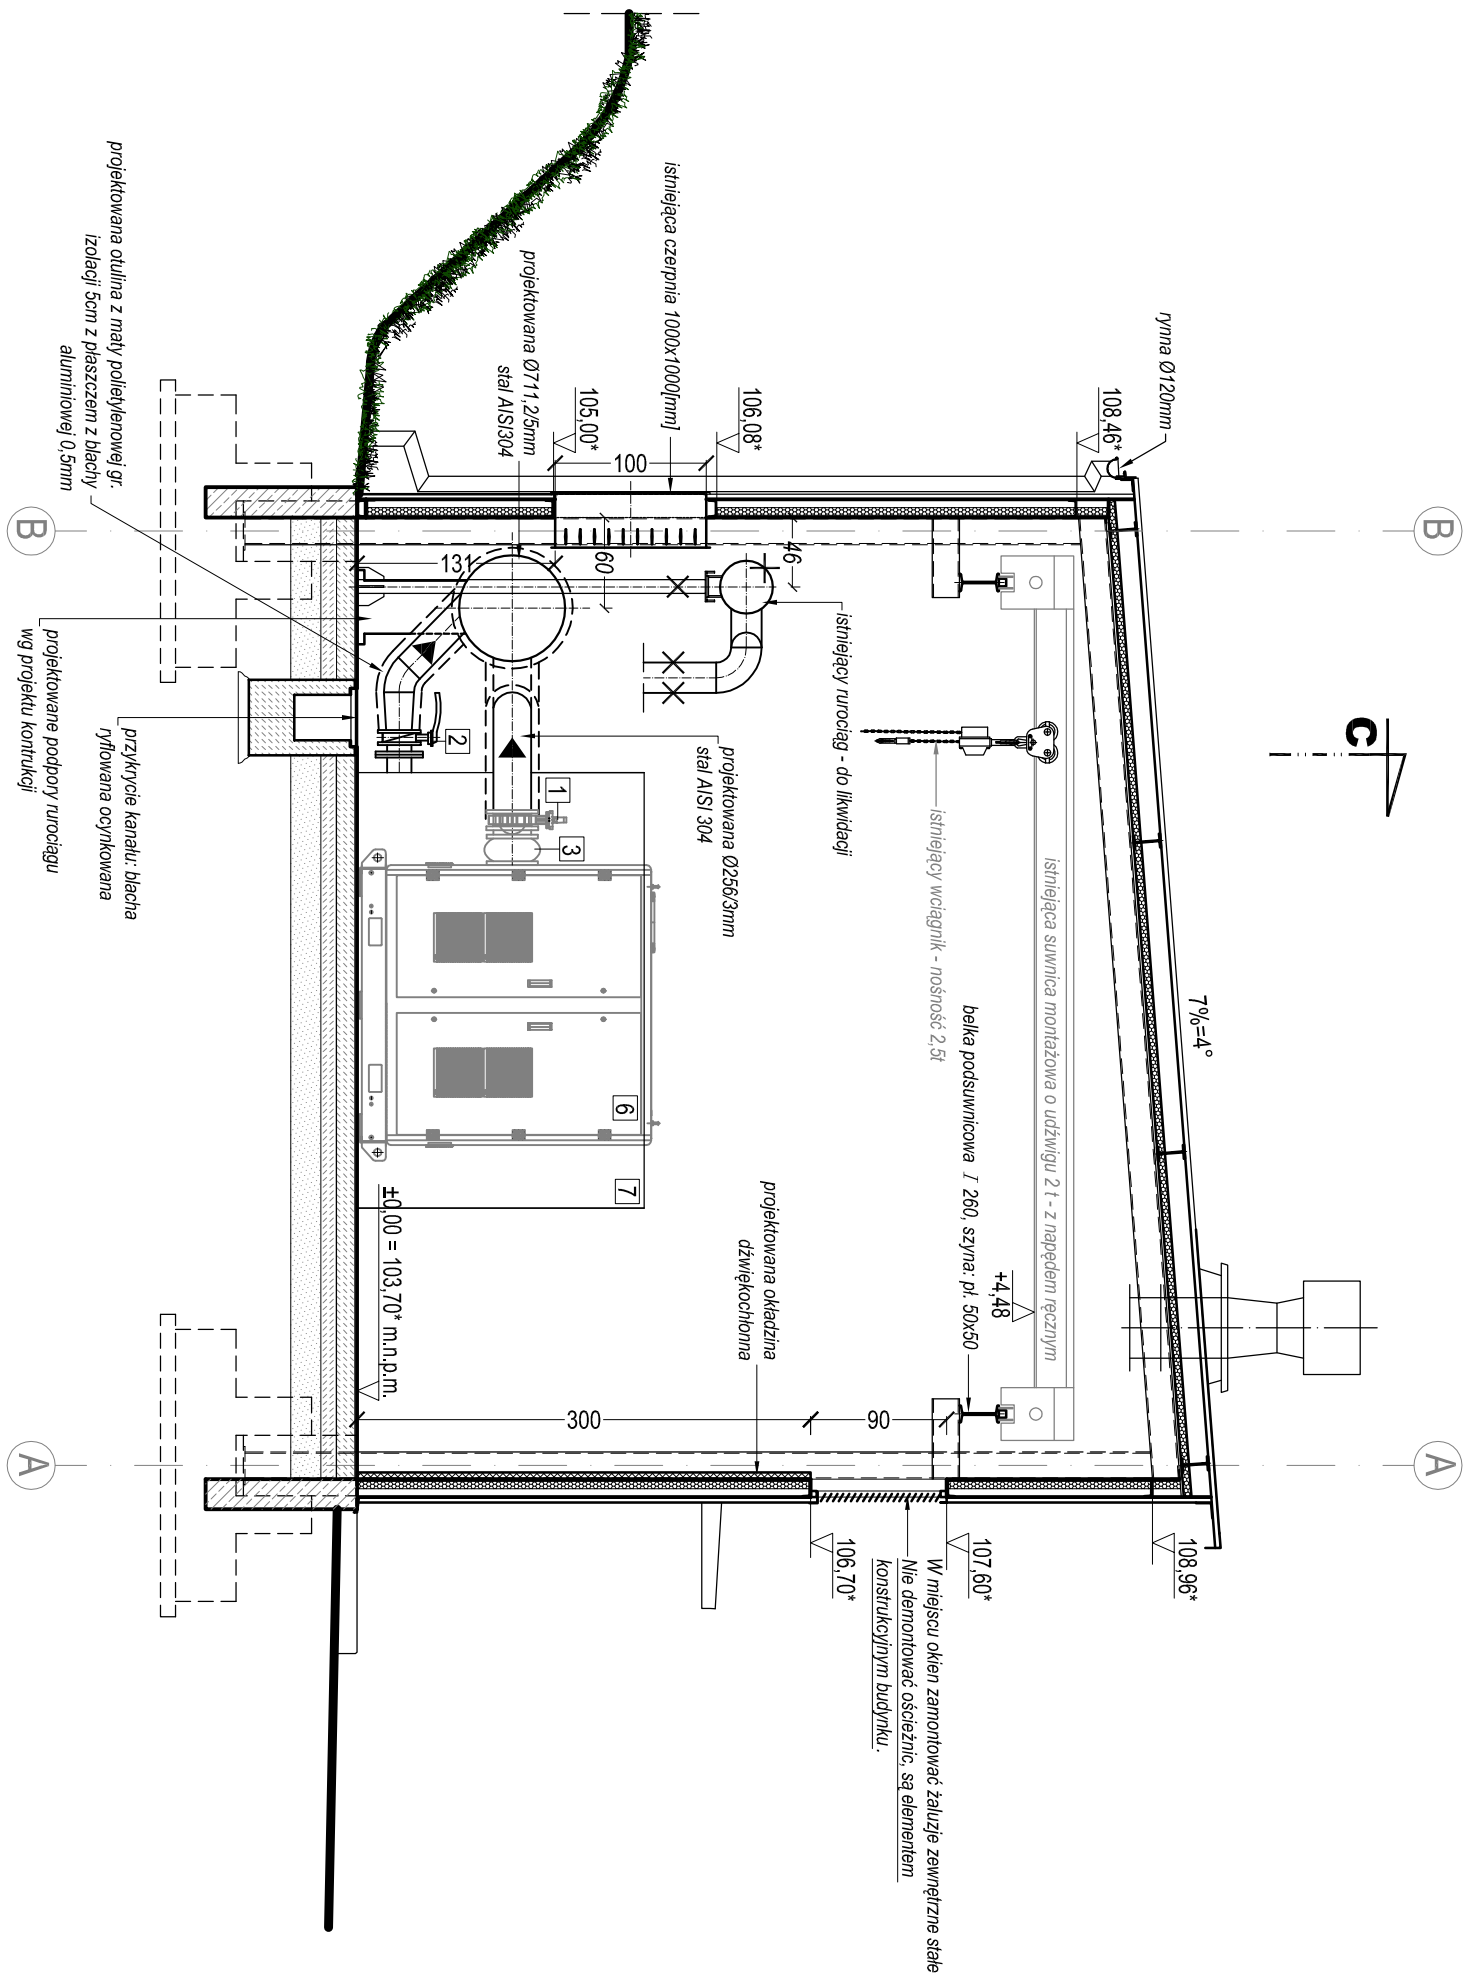 C
7%=4°
rynna Ø120mm
108,46*
108,96*
B
B
A
A
istniejąca suwnica montażowa o udźwigu 2 t - z napędem ręcznym
+4,48
belka podsuwnicowa I 260, szyna: pł. 50x50
istniejący wciągnik - nośność 2,5t
107,60*
W miejscu okien zamontować żaluzje zewnętrzne stałe
Nie demontować ościeżnic, są elementem
konstrukcyjnym budynku.
106,70*
106,08*
istniejąca czerpnia 1000x1000[mm]
105,00*
100
46
60
131
90
300
istniejący rurociąg - do likwidacji
projektowana okładzina
dźwiękochłonna
projektowana Ø256/3mm
stal AISI 304
projektowana Ø711,2/5mm
stal AISI304
1
2
3
6
7
±0,00 = 103,70* m.n.p.m.
projektowana otulina z maty polietylenowej gr.
izolacji 5cm z płaszczem z blachy
aluminiowej 0,5mm
przykrycie kanału: blacha
ryflowana ocynkowana
projektowane podpory rurociągu
wg projektu kontrukcji